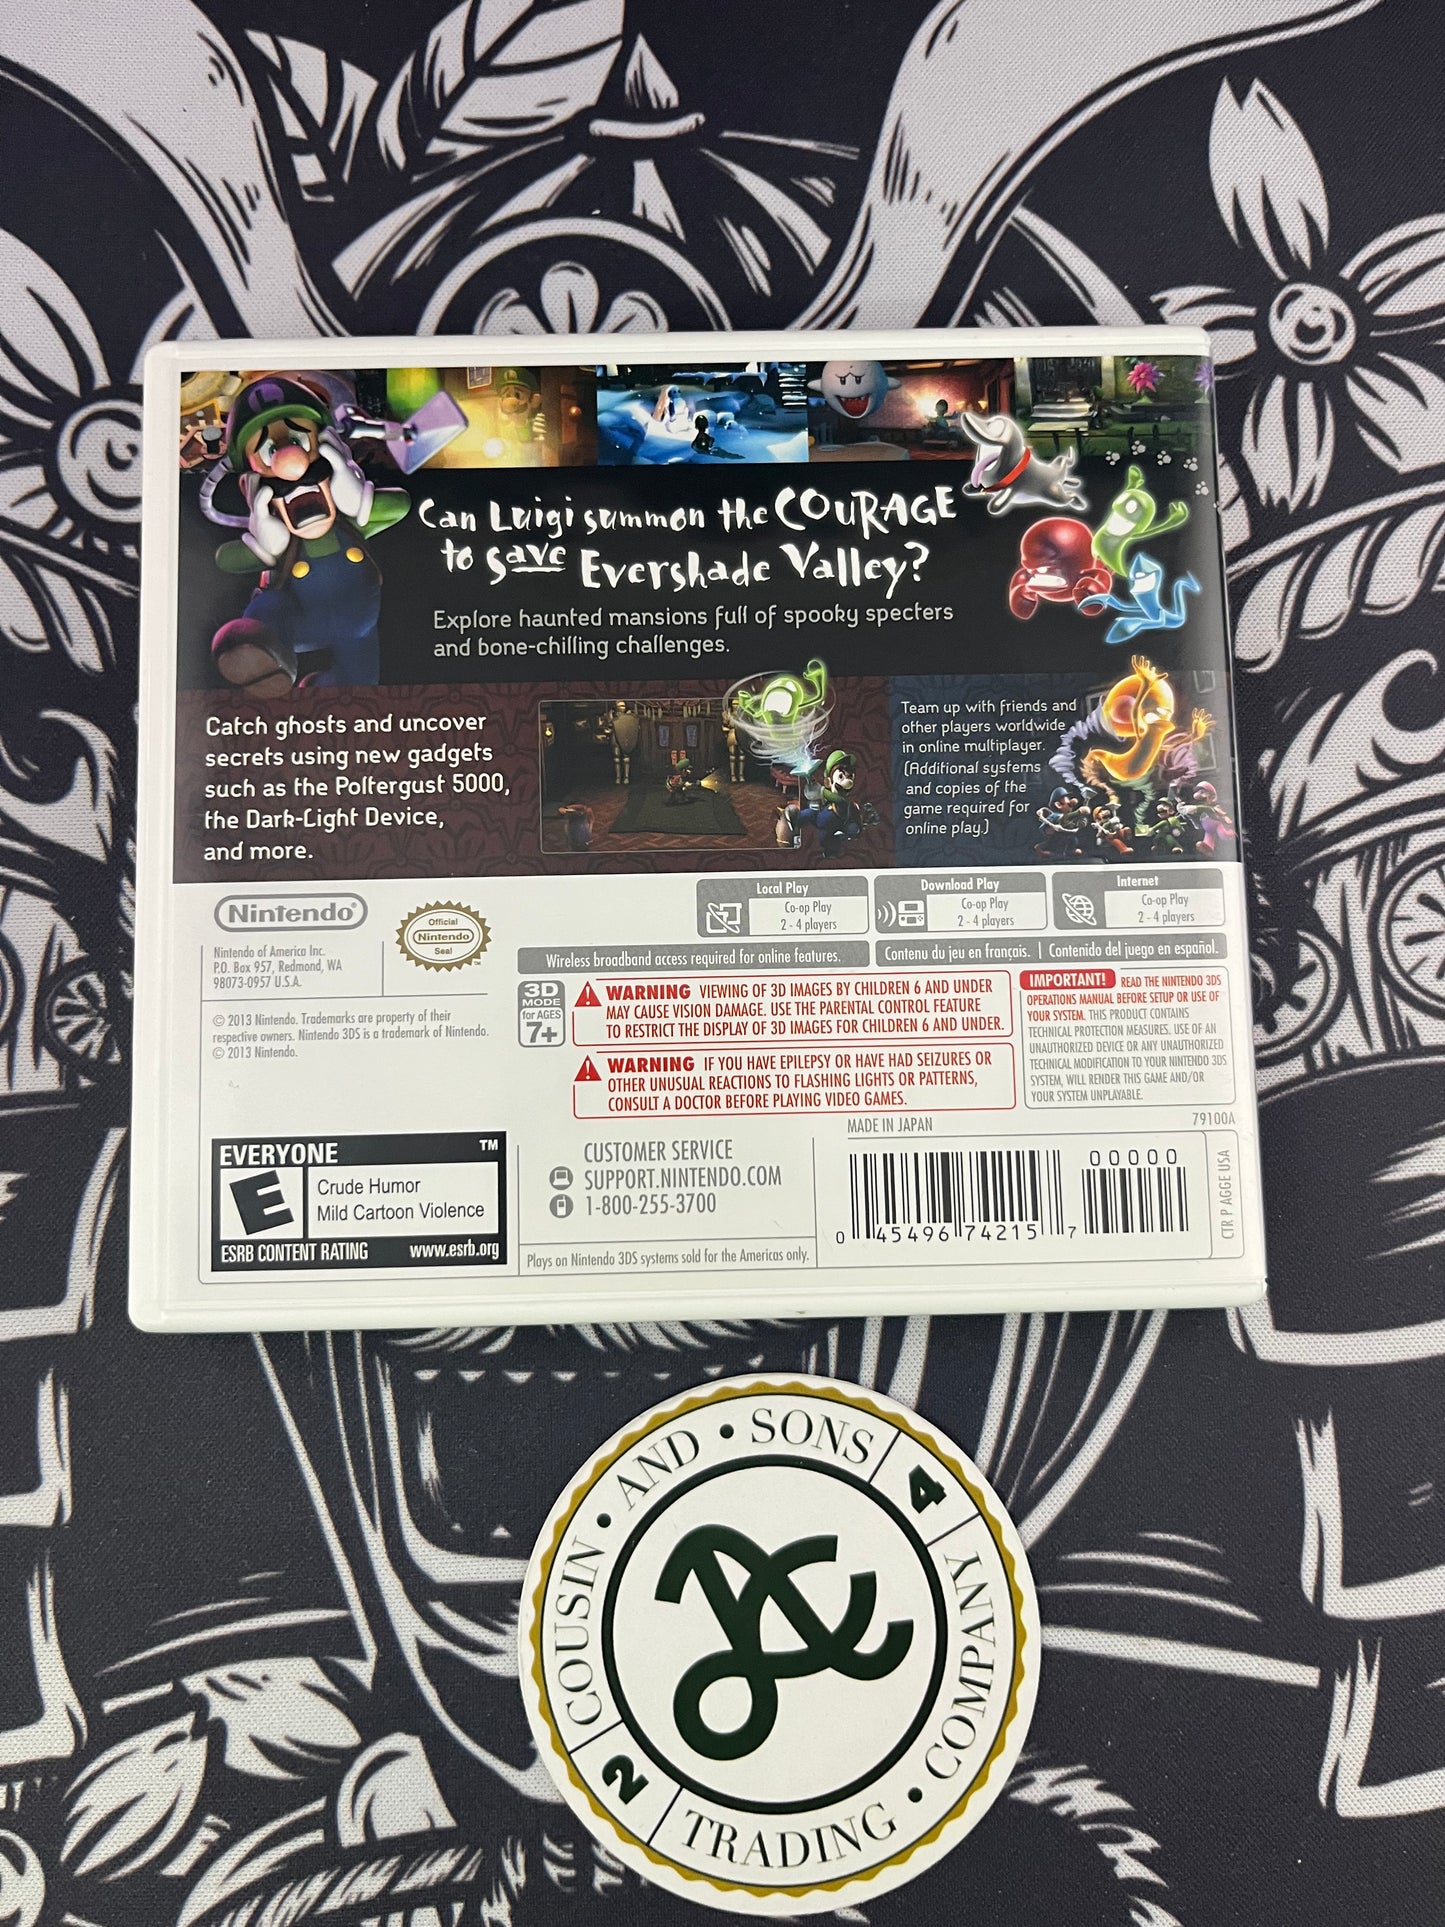 Can Luigi summon the COURAGE
to save Evershade Valley?
Explore haunted mansions full of spooky specters
and bone-chilling challenges.
Catch ghosts and uncover
secrets using new gadgets
such as the Poltergust 5000,
the Dark-Light Device,
and more.
Team up with friends and
other players worldwide
in online multiplayer.
(Additional systems
and copies of the
game required for
online play.)
Nintendo®
Official
Nintendo
Seal
Nintendo of America Inc.
P.O. Box 957, Redmond, WA
98073-0957 U.S.A.
© 2013 Nintendo. Trademarks are property of their
respective owners. Nintendo 3DS is a trademark of Nintendo.
© 2013 Nintendo.
Local Play
Co-op Play
2 - 4 players
Download Play
Co-op Play
2 - 4 players
Internet
Co-op Play
2 - 4 players
Wireless broadband access required for online features.
Contenu du jeu en français. | Contenido del juego en español.
3D
MODE
for AGES
7+
WARNING VIEWING OF 3D IMAGES BY CHILDREN 6 AND UNDER
MAY CAUSE VISION DAMAGE. USE THE PARENTAL CONTROL FEATURE
TO RESTRICT THE DISPLAY OF 3D IMAGES FOR CHILDREN 6 AND UNDER.
WARNING IF YOU HAVE EPILEPSY OR HAVE HAD SEIZURES OR
OTHER UNUSUAL REACTIONS TO FLASHING LIGHTS OR PATTERNS,
CONSULT A DOCTOR BEFORE PLAYING VIDEO GAMES.
IMPORTANT! READ THE NINTENDO 3DS
OPERATIONS MANUAL BEFORE SETUP OR USE OF
YOUR SYSTEM. THIS PRODUCT CONTAINS
TECHNICAL PROTECTION MEASURES. USE OF AN
UNAUTHORIZED DEVICE OR ANY UNAUTHORIZED
TECHNICAL MODIFICATION TO YOUR NINTENDO 3DS
SYSTEM, WILL RENDER THIS GAME AND/OR
YOUR SYSTEM UNPLAYABLE.
MADE IN JAPAN
79100A
EVERYONE ™
E
Crude Humor
Mild Cartoon Violence
ESRB CONTENT RATING www.esrb.org
CUSTOMER SERVICE
SUPPORT.NINTENDO.COM
1-800-255-3700
Plays on Nintendo 3DS systems sold for the Americas only.
00000
0 45496 74215 7
CTR P AGGE USA
2 COUSIN · AND · SONS 4
TRADING · COMPANY